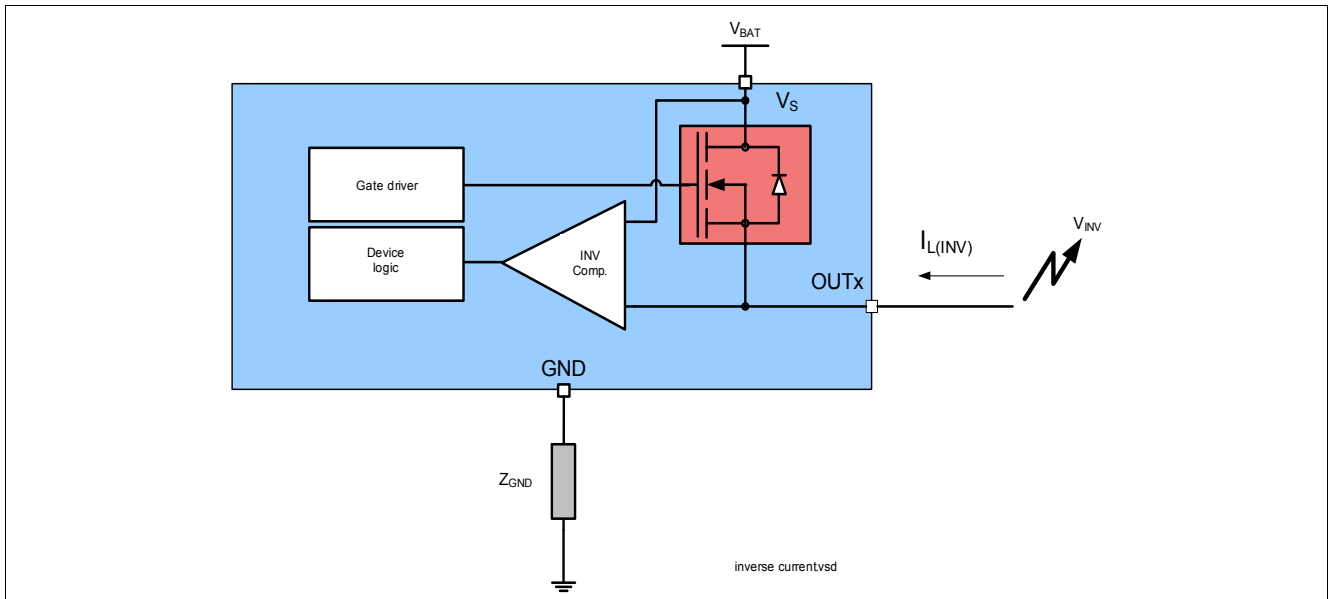 VBAT
VS
Gate driver
Device
logic
INV
Comp.
IL(INV)
VINV
OUTx
GND
ZGND
inverse current.vsd